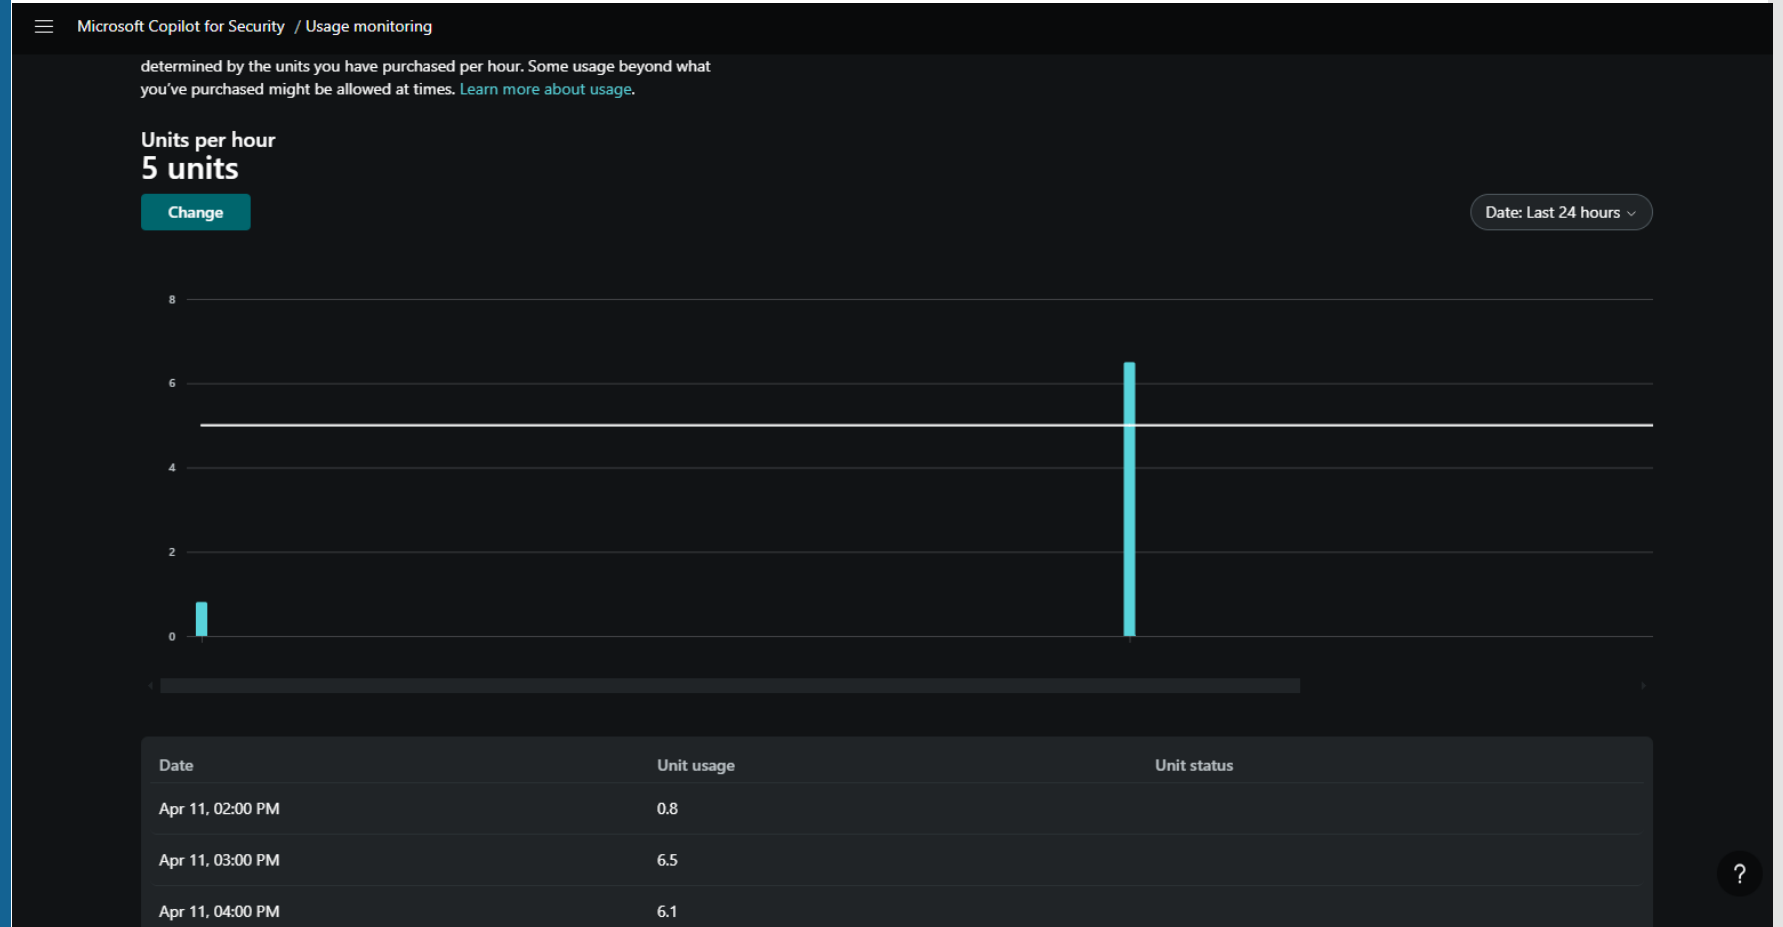 Microsoft Copilot for Security / Usage monitoring
determined by the units you have purchased per hour. Some usage beyond what
you've purchased might be allowed at times. Learn more about usage.
Units per hour
5 units
Change
Date: Last 24 hours
8
6
4
2
0
Date Unit usage Unit status
Apr 11, 02:00 PM 0.8
Apr 11, 03:00 PM 6.5
Apr 11, 04:00 PM 6.1
?